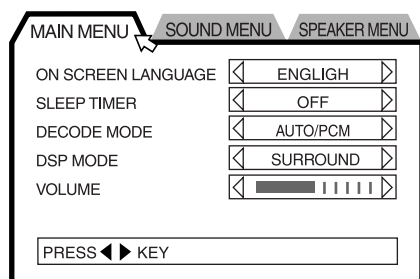 MAIN MENU SOUND MENU SPEAKER MENU
ON SCREEN LANGUAGE ENGLIGH
SLEEP TIMER OFF
DECODE MODE AUTO/PCM
DSP MODE SURROUND
VOLUME
PRESS ◀ ▶ KEY